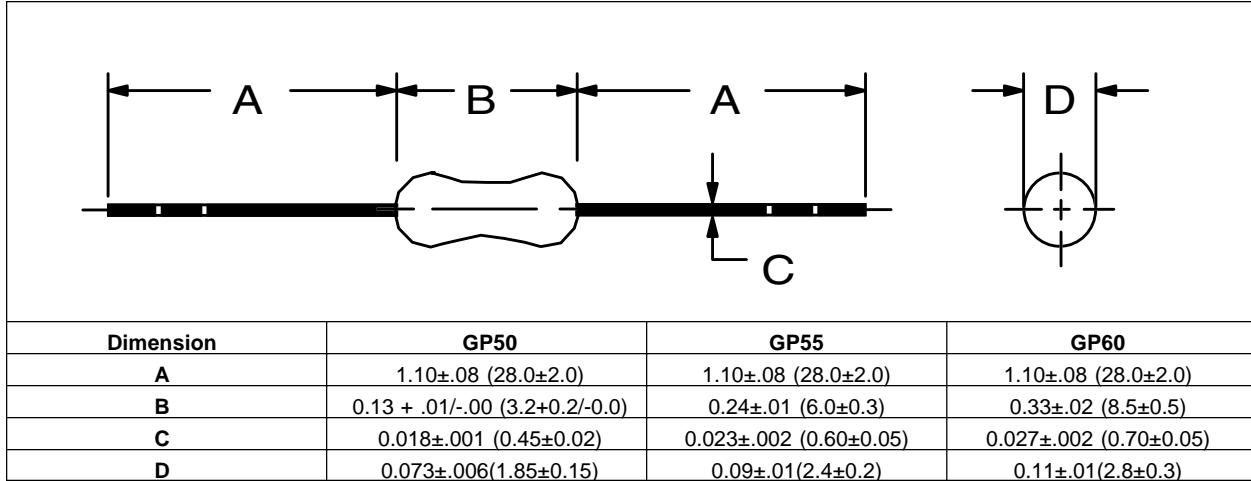 A B A D
C
Dimension GP50 GP55 GP60
A 1.10±.08 (28.0±2.0) 1.10±.08 (28.0±2.0) 1.10±.08 (28.0±2.0)
B 0.13 + .01/-.00 (3.2+0.2/-0.0) 0.24±.01 (6.0±0.3) 0.33±.02 (8.5±0.5)
C 0.018±.001 (0.45±0.02) 0.023±.002 (0.60±0.05) 0.027±.002 (0.70±0.05)
D 0.073±.006(1.85±0.15) 0.09±.01(2.4±0.2) 0.11±.01(2.8±0.3)